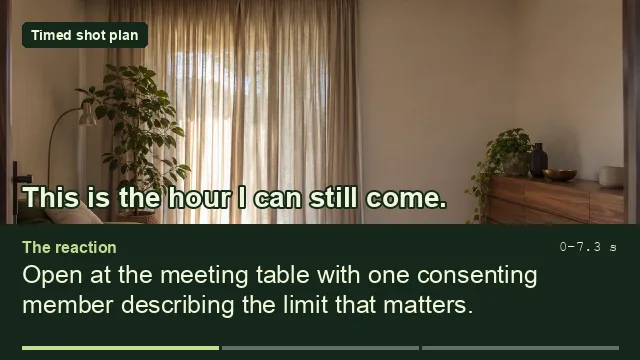 Timed shot plan
This is the hour I can still come.
The reaction
0–7.3 s
Open at the meeting table with one consenting
member describing the limit that matters.